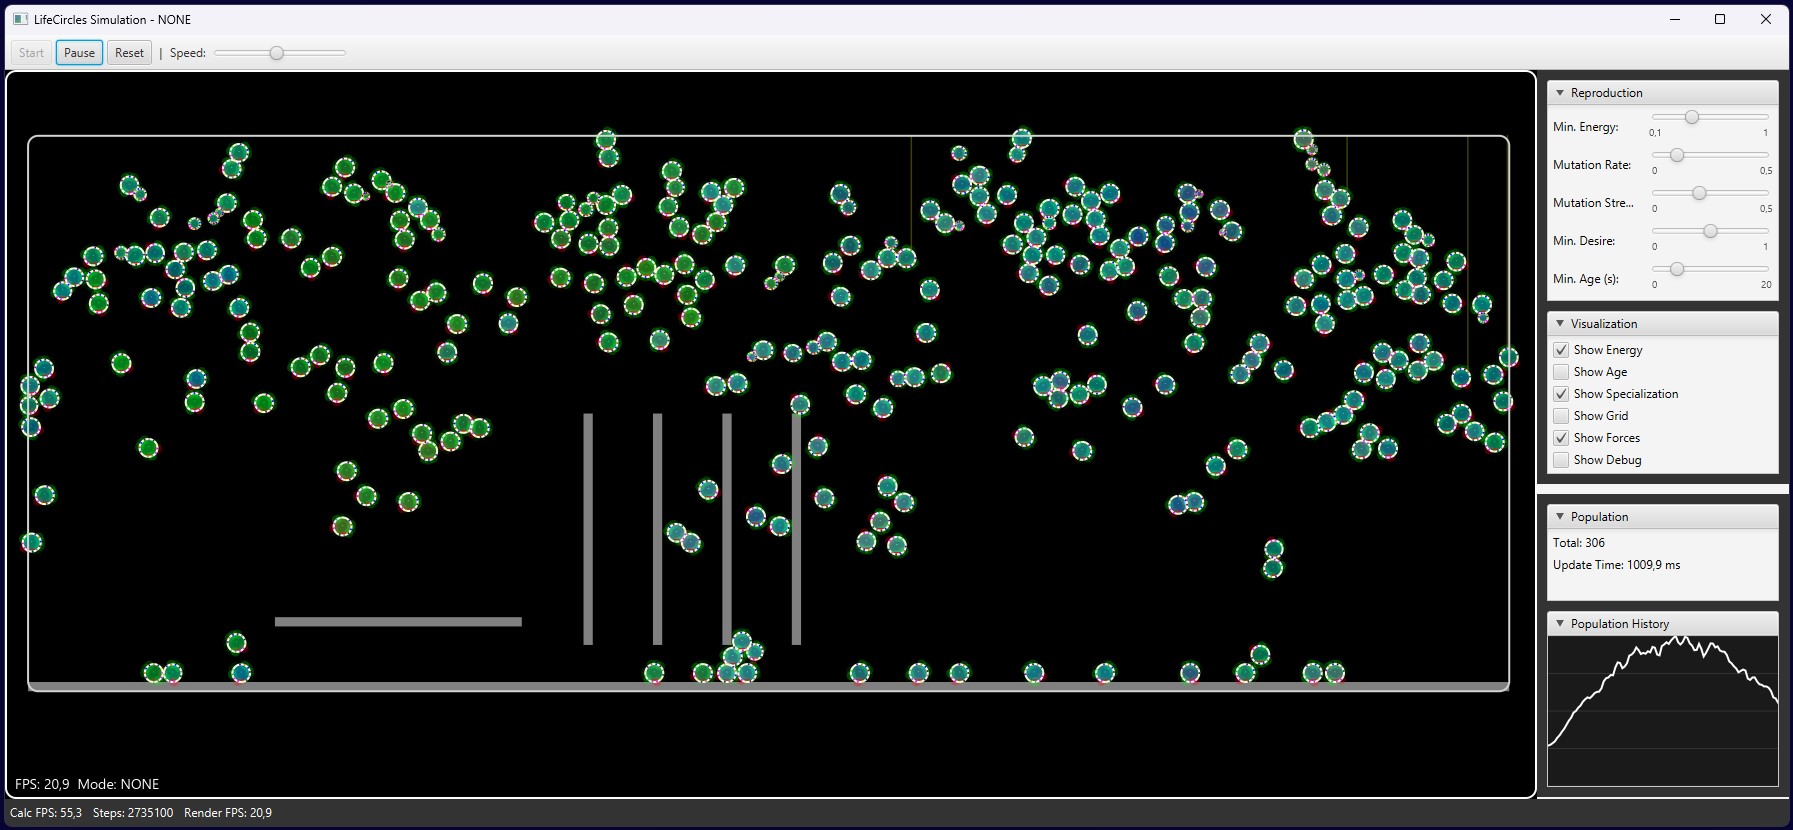 LifeCircles Simulation - NONE
Start Pause Reset | Speed:
Reproduction
Min. Energy:
0,1 1
Mutation Rate:
0 0,5
Mutation Stre...
0 0,5
Min. Desire:
0 1
Min. Age (s):
0 20
Visualization
Show Energy
Show Age
Show Specialization
Show Grid
Show Forces
Show Debug
Population
Total: 306
Update Time: 1009,9 ms
Population History
FPS: 20,9 Mode: NONE
Calc FPS: 55,3 Steps: 2735100 Render FPS: 20,9